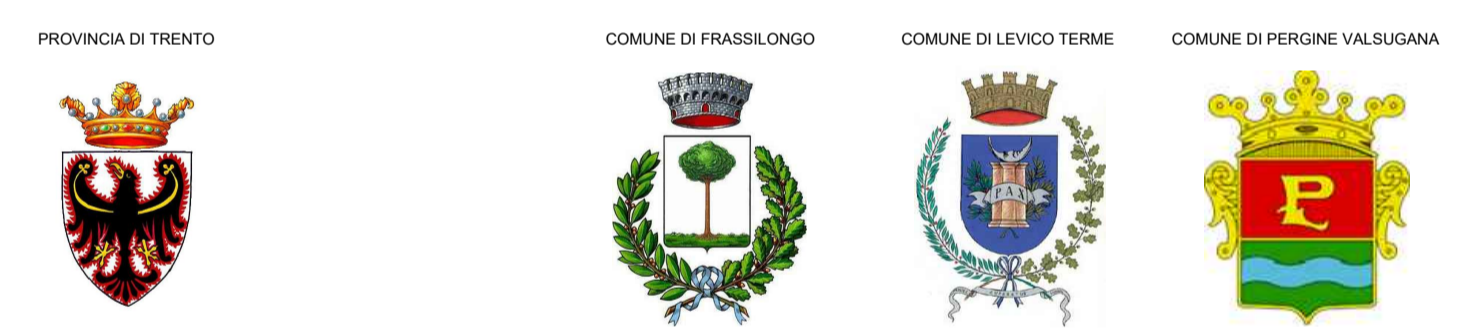 PROVINCIA DI TRENTO
COMUNE DI FRASSILONGO
COMUNE DI LEVICO TERME
COMUNE DI PERGINE VALSUGANA
PAX
P